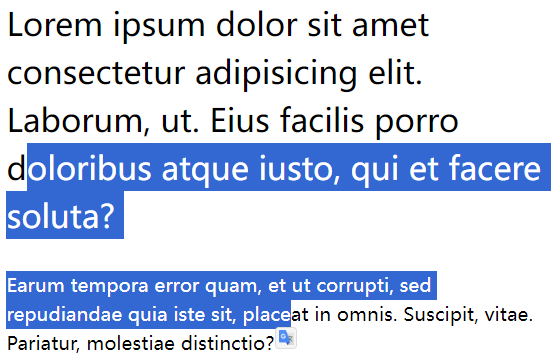 Lorem ipsum dolor sit amet
consectetur adipisicing elit.
Laborum, ut. Eius facilis porro
doloribus atque iusto, qui et facere
soluta?
Earum tempora error quam, et ut corrupti, sed
repudiandae quia iste sit, placeat in omnis. Suscipit, vitae.
Pariatur, molestiae distinctio?